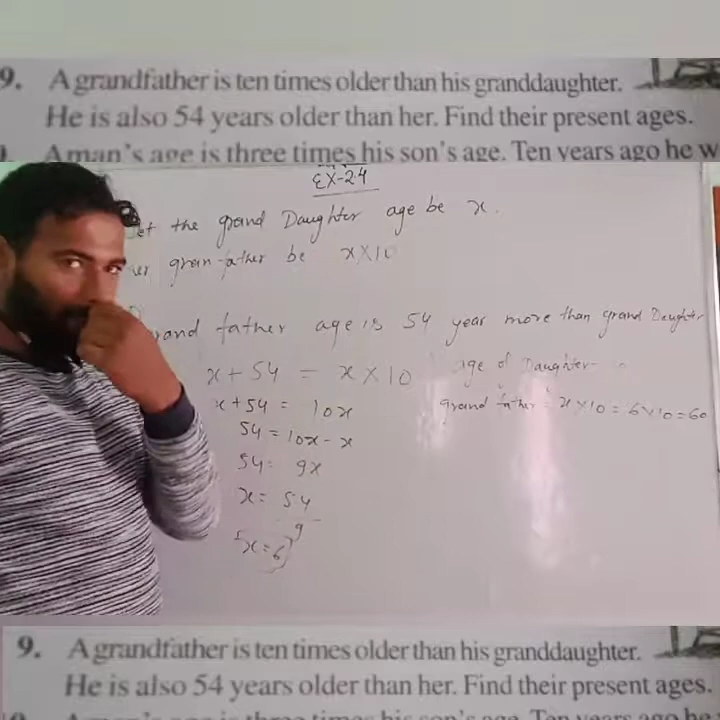 9. A grandfather is ten times older than his granddaughter.
He is also 54 years older than her. Find their present ages.
A man's age is three times his son's age. Ten years ago he w
EX-2.4
Let the grand Daughter age be x.
gran-father be x×10
grand father age is 54 year more than grand Daughter
x+54 = x×10
age of Daughter
x+54 = 10x
grand father = x×10 = 6×10 = 60
54 = 10x - x
54 = 9x
x = 54
9
x = 6
9. A grandfather is ten times older than his granddaughter.
He is also 54 years older than her. Find their present ages.